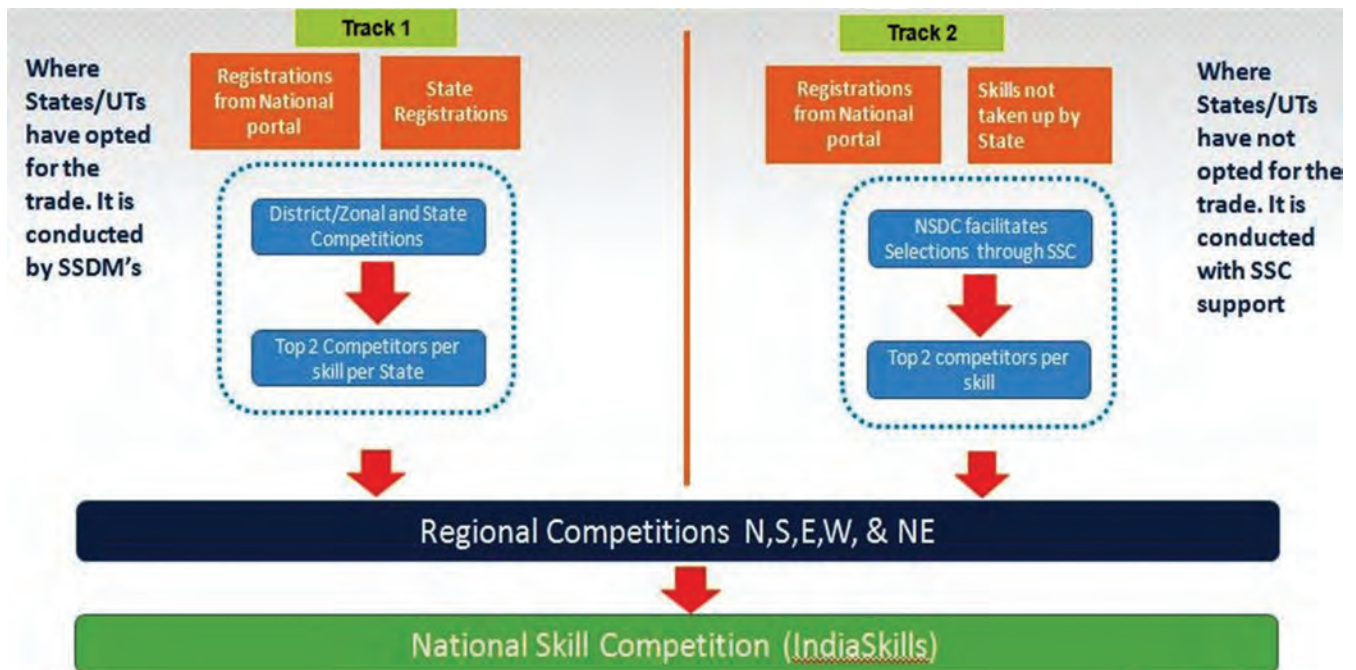 Track 1
Where
States/UTs
have opted
for the
trade. It is
conducted
by SSDM's
Registrations
from National
portal
State
Registrations
District/Zonal and State
Competitions
Top 2 Competitors per
skill per State
Track 2
Registrations
from National
portal
Skills not
taken up by
State
NSDC facilitates
Selections through SSC
Top 2 competitors per
skill
Where
States/UTs
have not
opted for the
trade. It is
conducted
with SSC
support
Regional Competitions N,S,E,W, & NE
National Skill Competition (IndiaSkills)